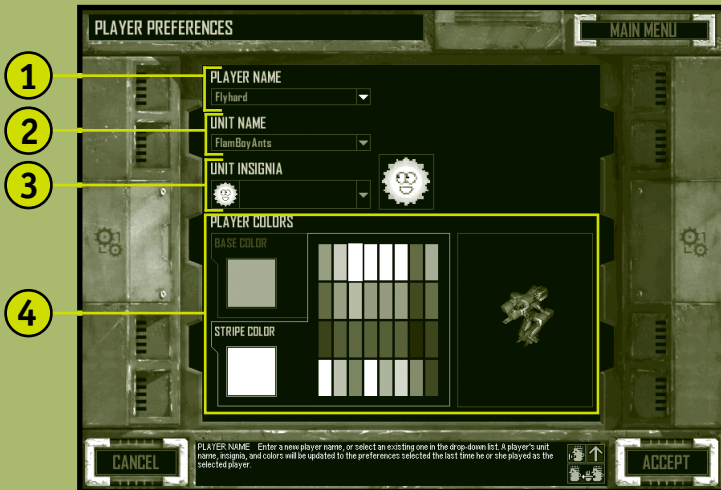 PLAYER PREFERENCES
MAIN MENU
1
PLAYER NAME
Flyhard
2
UNIT NAME
FlamBoyAnts
3
UNIT INSIGNIA
PLAYER COLORS
BASE COLOR
4
STRIPE COLOR
CANCEL
PLAYER NAME Enter a new player name, or select an existing one in the drop-down list. A player's unit
name, insignia, and colors will be updated to the preferences selected the last time he or she played as the
selected player.
ACCEPT